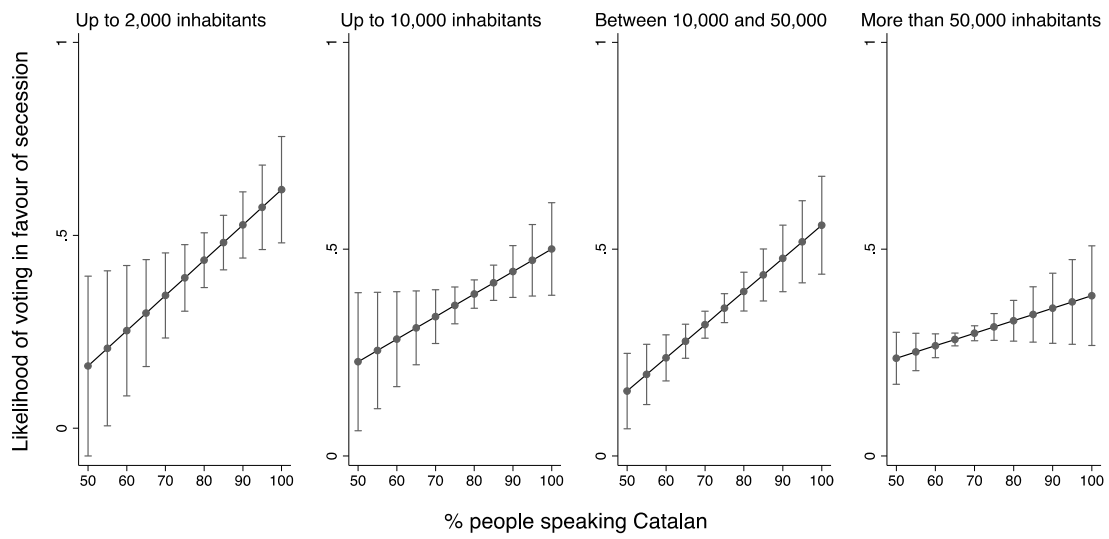 Up to 2,000 inhabitants
Up to 10,000 inhabitants
Between 10,000 and 50,000
More than 50,000 inhabitants
Likelihood of voting in favour of secession
1
.5
0
50 60 70 80 90 100
1
.5
0
50 60 70 80 90 100
1
.5
0
50 60 70 80 90 100
1
.5
0
50 60 70 80 90 100
% people speaking Catalan